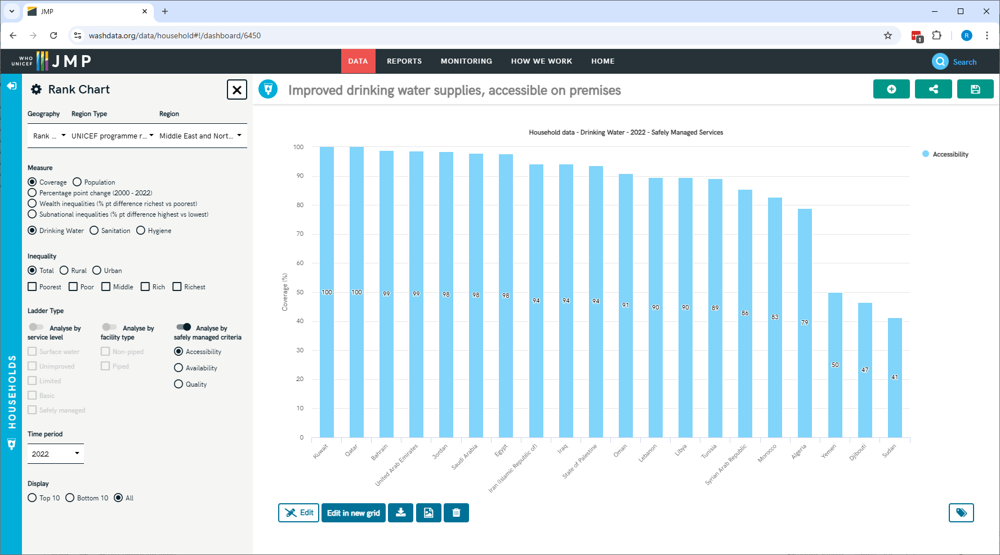 JMP
washdata.org/data/household#!/dashboard/6450
1
R
WHO
UNICEF
JMP
DATA
REPORTS
MONITORING
HOW WE WORK
HOME
Search
HOUSEHOLDS
Rank Chart
Geography
Region Type
Region
Rank ...
UNICEF programme r...
Middle East and Nort...
Measure
Coverage
Population
Percentage point change (2000 - 2022)
Wealth inequalities (% pt difference richest vs poorest)
Subnational inequalities (% pt difference highest vs lowest)
Drinking Water
Sanitation
Hygiene
Inequality
Total
Rural
Urban
Poorest
Poor
Middle
Rich
Richest
Ladder Type
Analyse by
service level
Surface water
Unimproved
Limited
Basic
Safely managed
Analyse by
facility type
Non-piped
Piped
Analyse by
safely managed criteria
Accessibility
Availability
Quality
Time period
2022
Display
Top 10
Bottom 10
All
Improved drinking water supplies, accessible on premises
Household data - Drinking Water - 2022 - Safely Managed Services
Accessibility
Coverage (%)
100
90
80
70
60
50
40
30
20
10
0
100
100
99
99
98
98
98
94
94
94
91
90
90
89
86
83
79
50
47
41
Kuwait
Qatar
Bahrain
United Arab Emirates
Jordan
Saudi Arabia
Egypt
Iran (Islamic Republic of)
Iraq
State of Palestine
Oman
Lebanon
Libya
Tunisia
Syrian Arab Republic
Morocco
Algeria
Yemen
Djibouti
Sudan
Edit
Edit in new grid